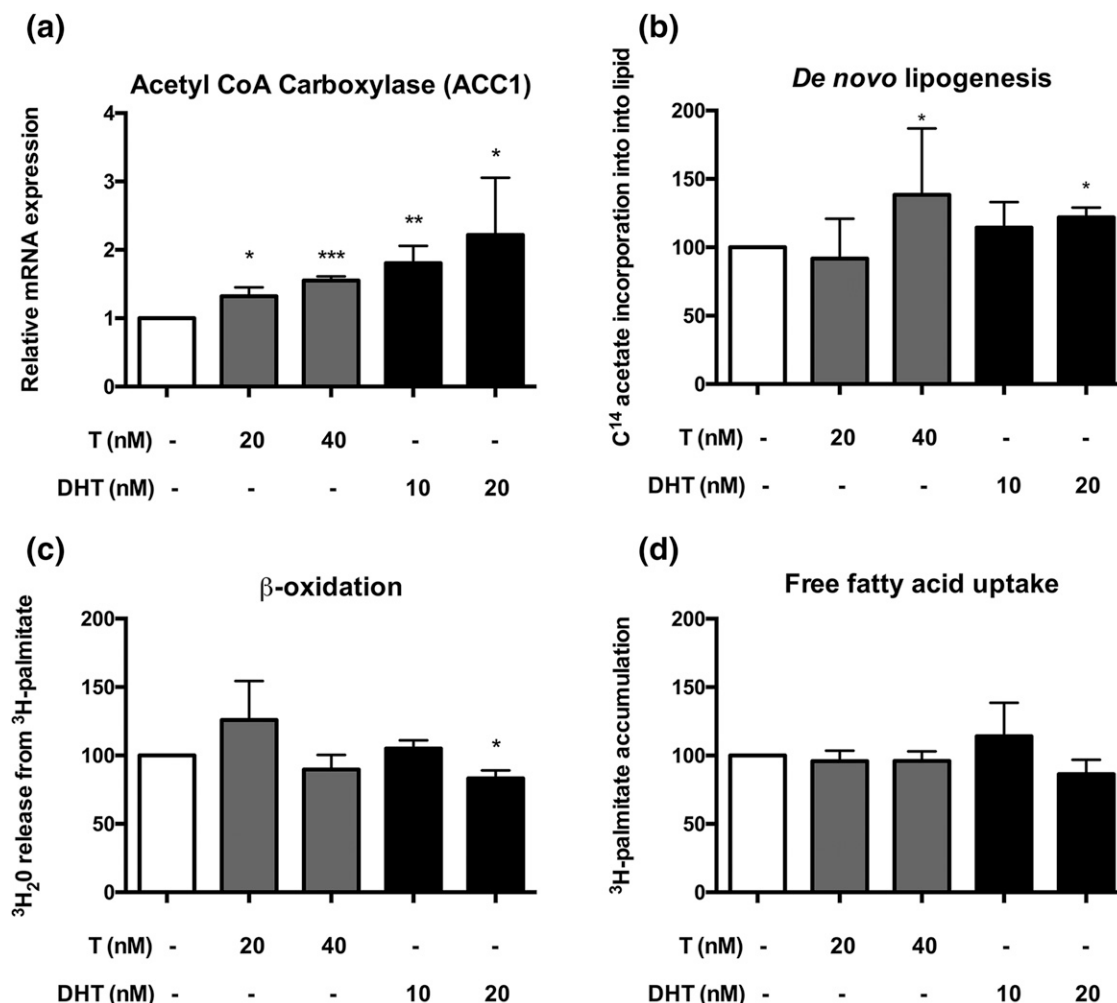 (a)
Acetyl CoA Carboxylase (ACC1)
Relative mRNA expression
4
3
2
1
0
* *** ** *
T (nM) - 20 40 - -
DHT (nM) - - - 10 20
(b)
De novo lipogenesis
C¹⁴ acetate incorporation into into lipid
200
150
100
50
0
* *
T (nM) - 20 40 - -
DHT (nM) - - - 10 20
(c)
β-oxidation
³H₂0 release from ³H-palmitate
200
150
100
50
0
*
T (nM) - 20 40 - -
DHT (nM) - - - 10 20
(d)
Free fatty acid uptake
³H-palmitate accumulation
200
150
100
50
0
T (nM) - 20 40 - -
DHT (nM) - - - 10 20